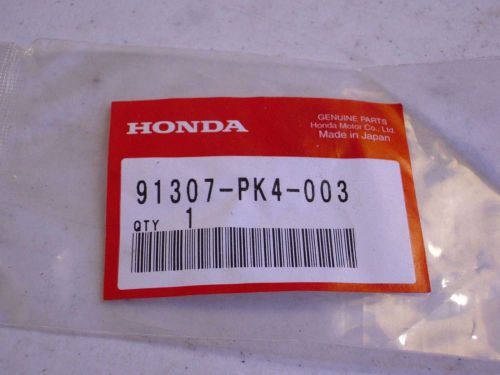 HONDA
GENUINE PARTS
Honda Motor Co., Ltd.
Made in Japan
91307-PK4-003
QTY 1